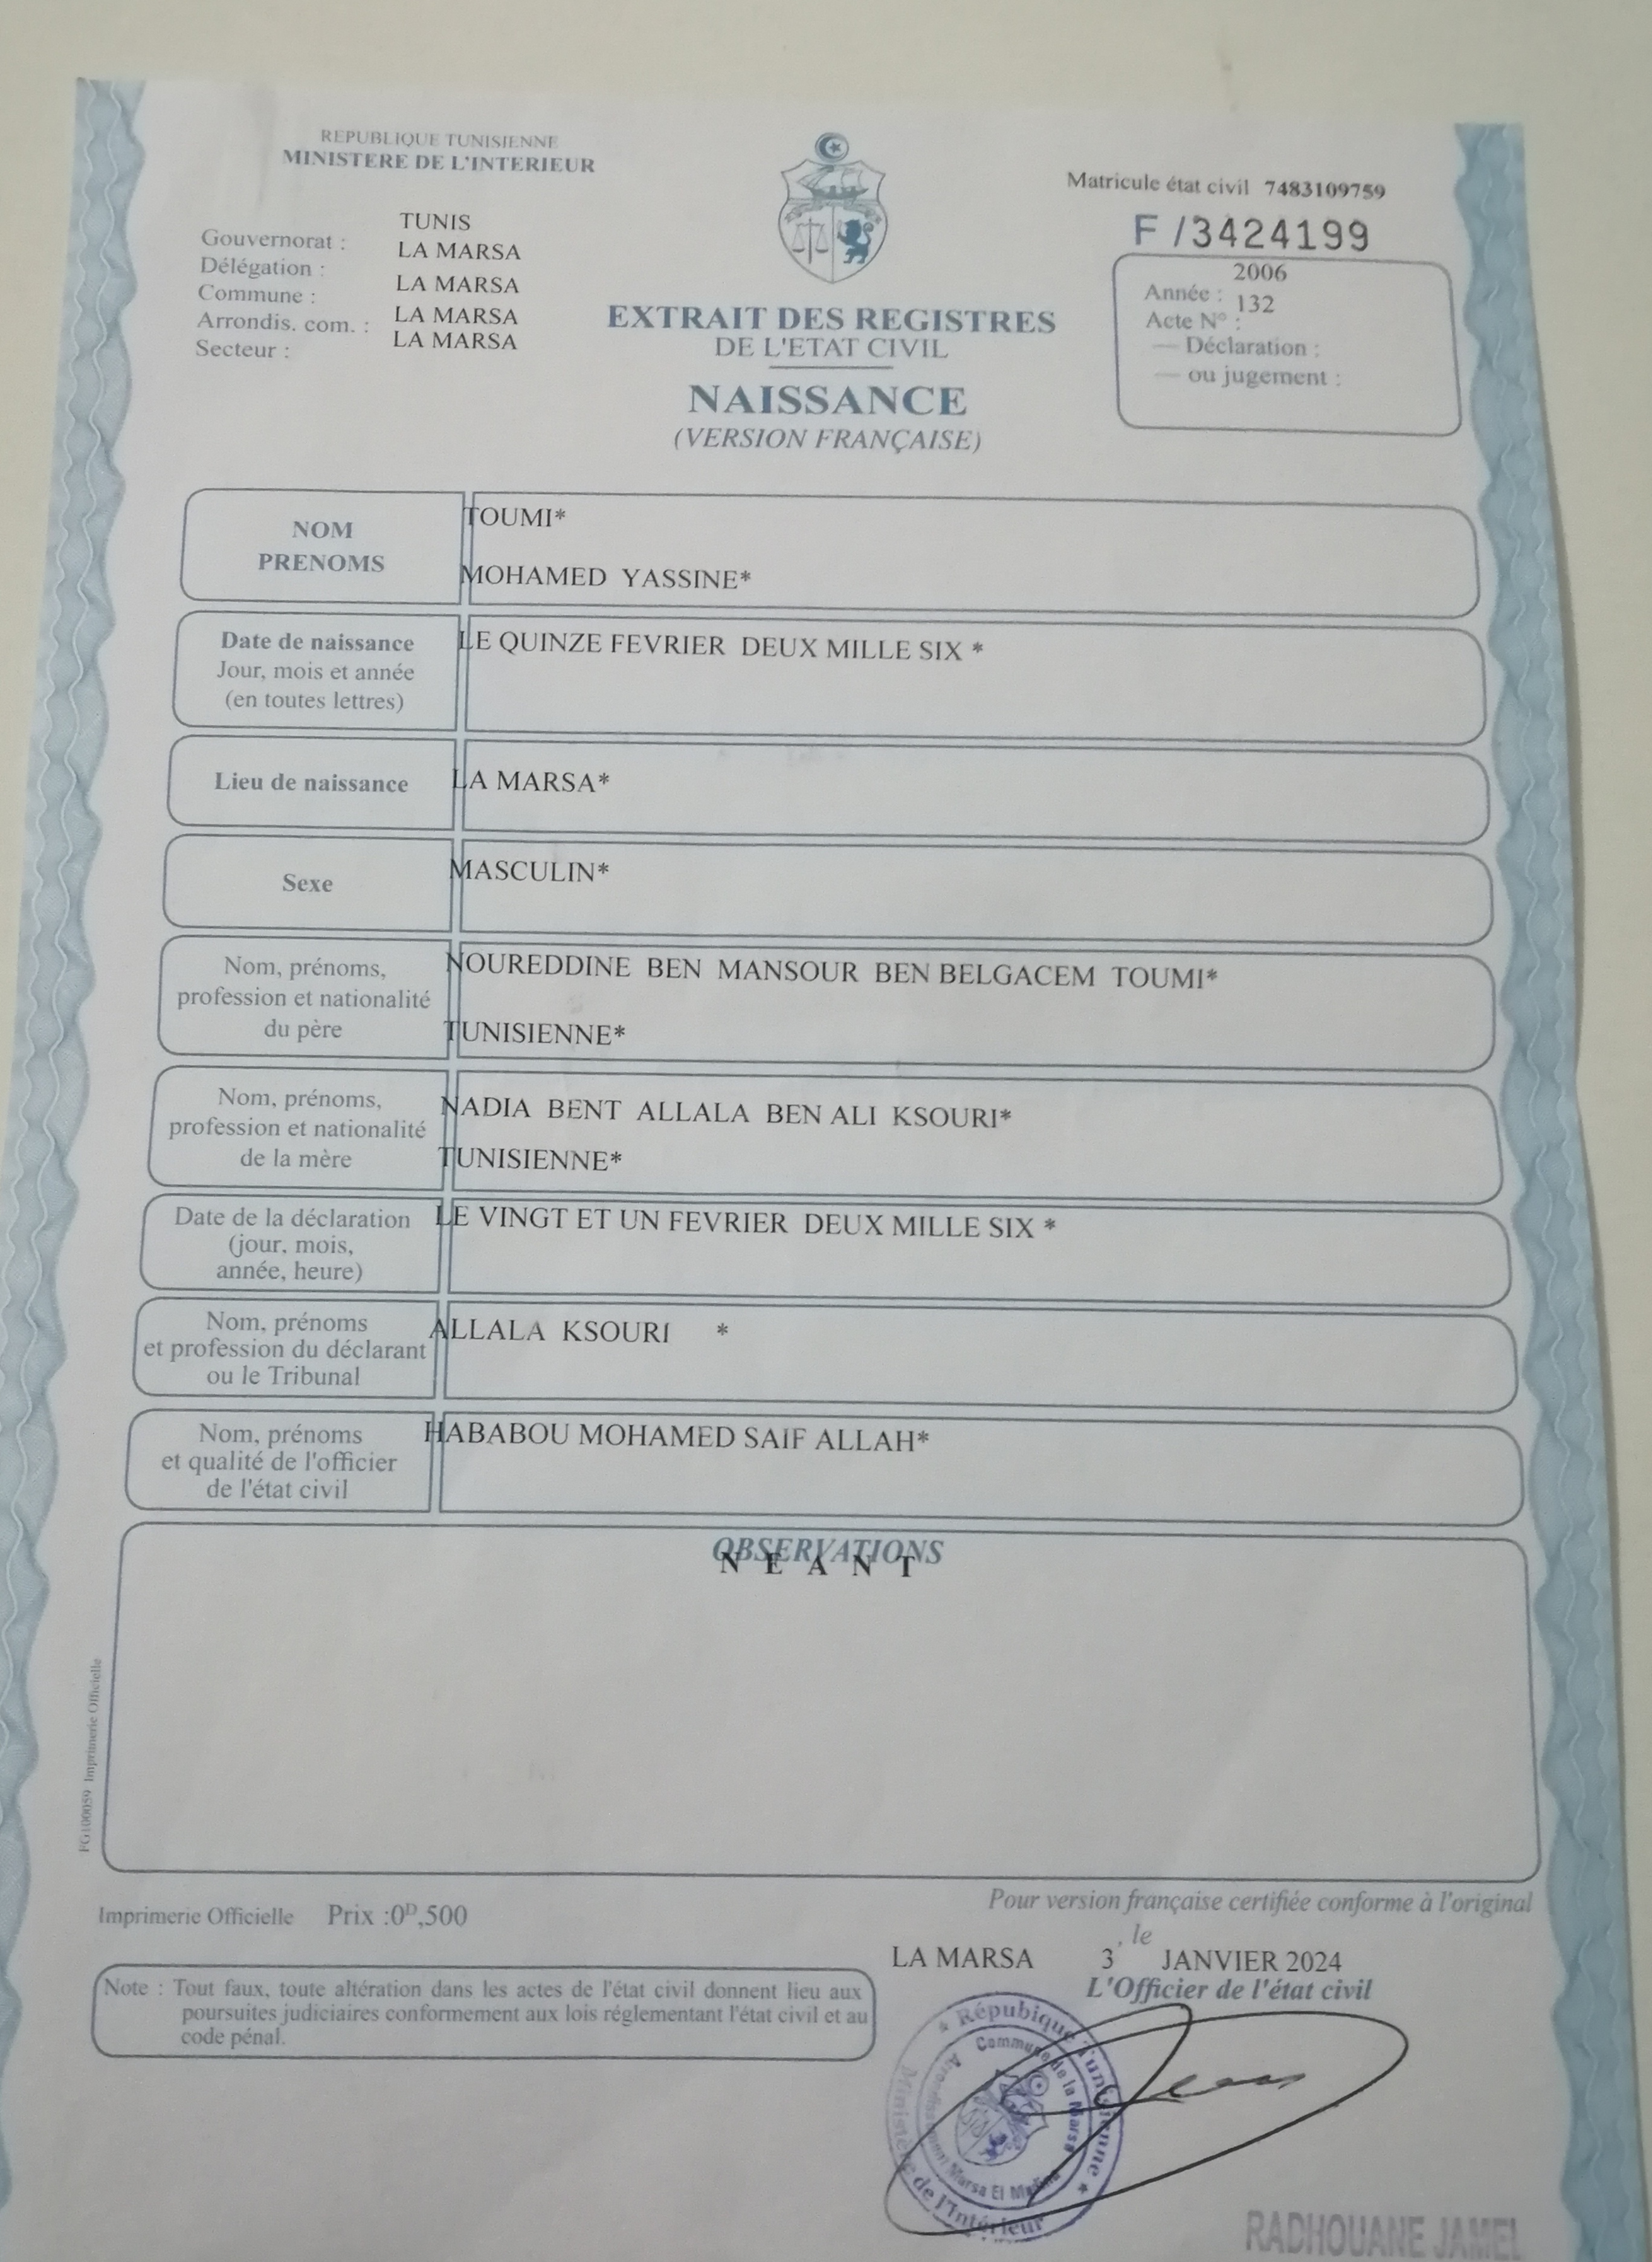 REPUBLIQUE TUNISIENNE
MINISTERE DE L'INTERIEUR
Matricule état civil 7483109759
F /3424199
Gouvernorat : TUNIS
Délégation : LA MARSA
Commune : LA MARSA
Arrondis. com. : LA MARSA
Secteur : LA MARSA
EXTRAIT DES REGISTRES
DE L'ETAT CIVIL
NAISSANCE
(VERSION FRANÇAISE)
Année : 2006
Acte N° : 132
— Déclaration :
— ou jugement :
NOM
PRENOMS
TOUMI*
MOHAMED YASSINE*
Date de naissance
Jour, mois et année
(en toutes lettres)
LE QUINZE FEVRIER DEUX MILLE SIX *
Lieu de naissance
LA MARSA*
Sexe
MASCULIN*
Nom, prénoms,
profession et nationalité
du père
NOUREDDINE BEN MANSOUR BEN BELGACEM TOUMI*
TUNISIENNE*
Nom, prénoms,
profession et nationalité
de la mère
NADIA BENT ALLALA BEN ALI KSOURI*
TUNISIENNE*
Date de la déclaration
(jour, mois,
année, heure)
LE VINGT ET UN FEVRIER DEUX MILLE SIX *
Nom, prénoms
et profession du déclarant
ou le Tribunal
ALLALA KSOURI *
Nom, prénoms
et qualité de l'officier
de l'état civil
HABABOU MOHAMED SAIF ALLAH*
OBSERVATIONS
N E A N T
FG100059 Imprimerie Officielle
Imprimerie Officielle Prix :0D,500
Pour version française certifiée conforme à l'original
, le
LA MARSA 3 JANVIER 2024
L'Officier de l'état civil
Note : Tout faux, toute altération dans les actes de l'état civil donnent lieu aux
poursuites judiciaires conformement aux lois réglementant l'état civil et au
code pénal.
★ République Tunisienne ★
Ministère de l'Intérieur
Commune de la Marsa
Arrondissement Marsa El
RADHOUANE JAMEL